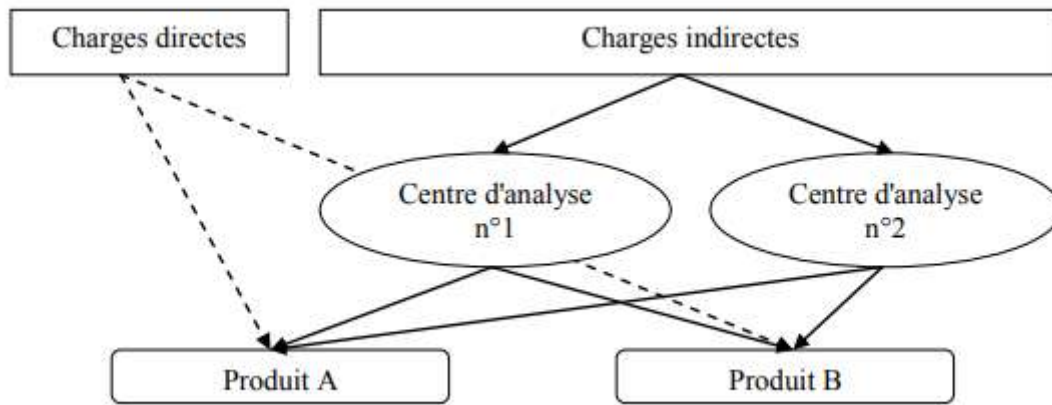 Charges directes
Charges indirectes
Centre d'analyse
n°1
Centre d'analyse
n°2
Produit A
Produit B